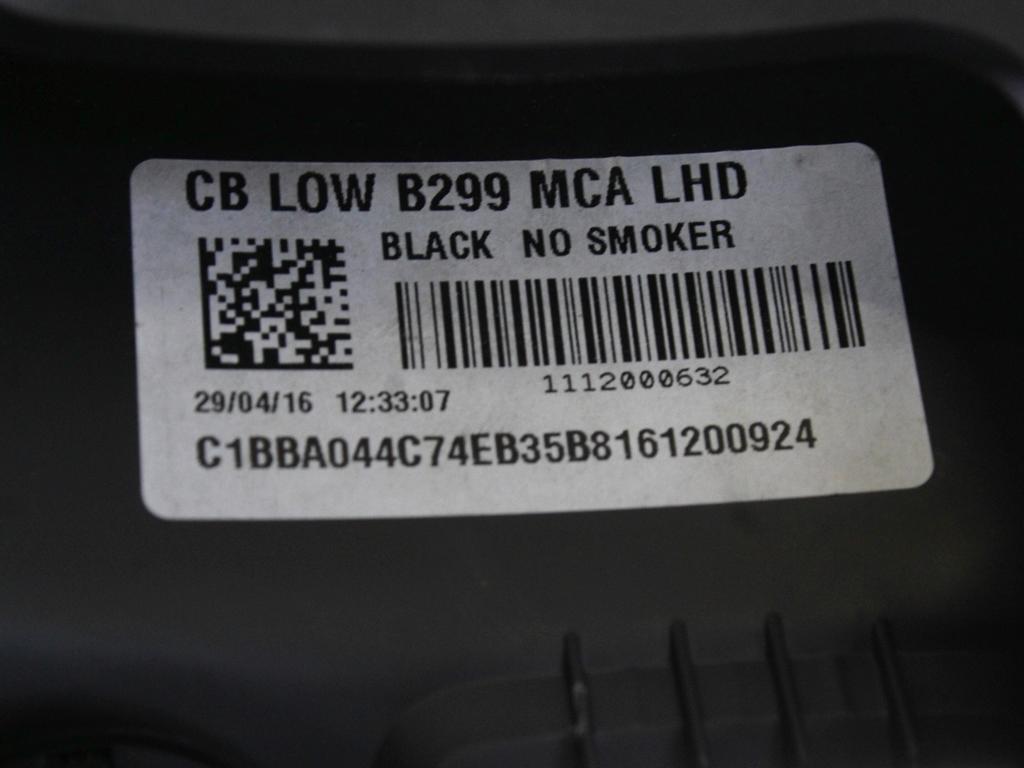 CB LOW B299 MCA LHD
BLACK NO SMOKER
1112000632
29/04/16 12:33:07
C1BBA044C74EB35B8161200924